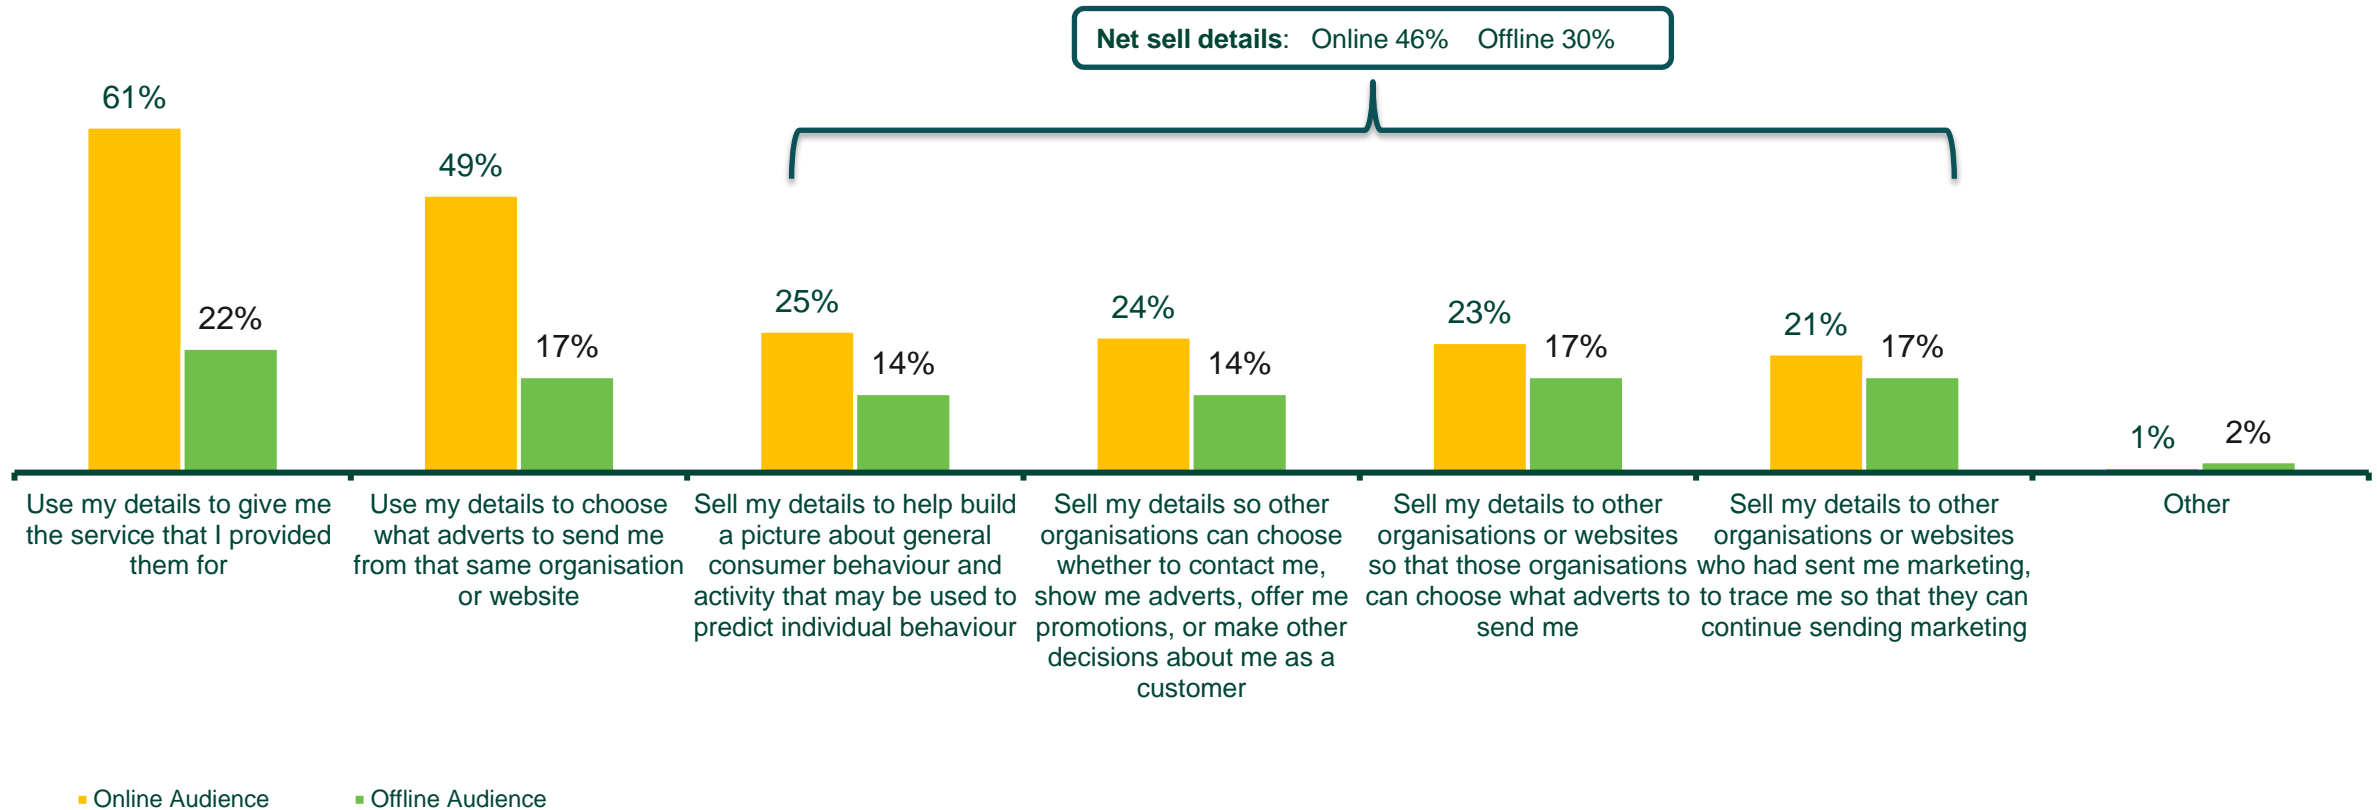 Net sell details: Online 46% Offline 30%
61%
22%
49%
17%
25%
14%
24%
14%
23%
17%
21%
17%
1%
2%
Use my details to give me
the service that I provided
them for
Use my details to choose
what adverts to send me
from that same organisation
or website
Sell my details to help build
a picture about general
consumer behaviour and
activity that may be used to
predict individual behaviour
Sell my details so other
organisations can choose
whether to contact me,
show me adverts, offer me
promotions, or make other
decisions about me as a
customer
Sell my details to other
organisations or websites
so that those organisations
can choose what adverts to
send me
Sell my details to other
organisations or websites
who had sent me marketing,
to trace me so that they can
continue sending marketing
Other
Online Audience
Offline Audience